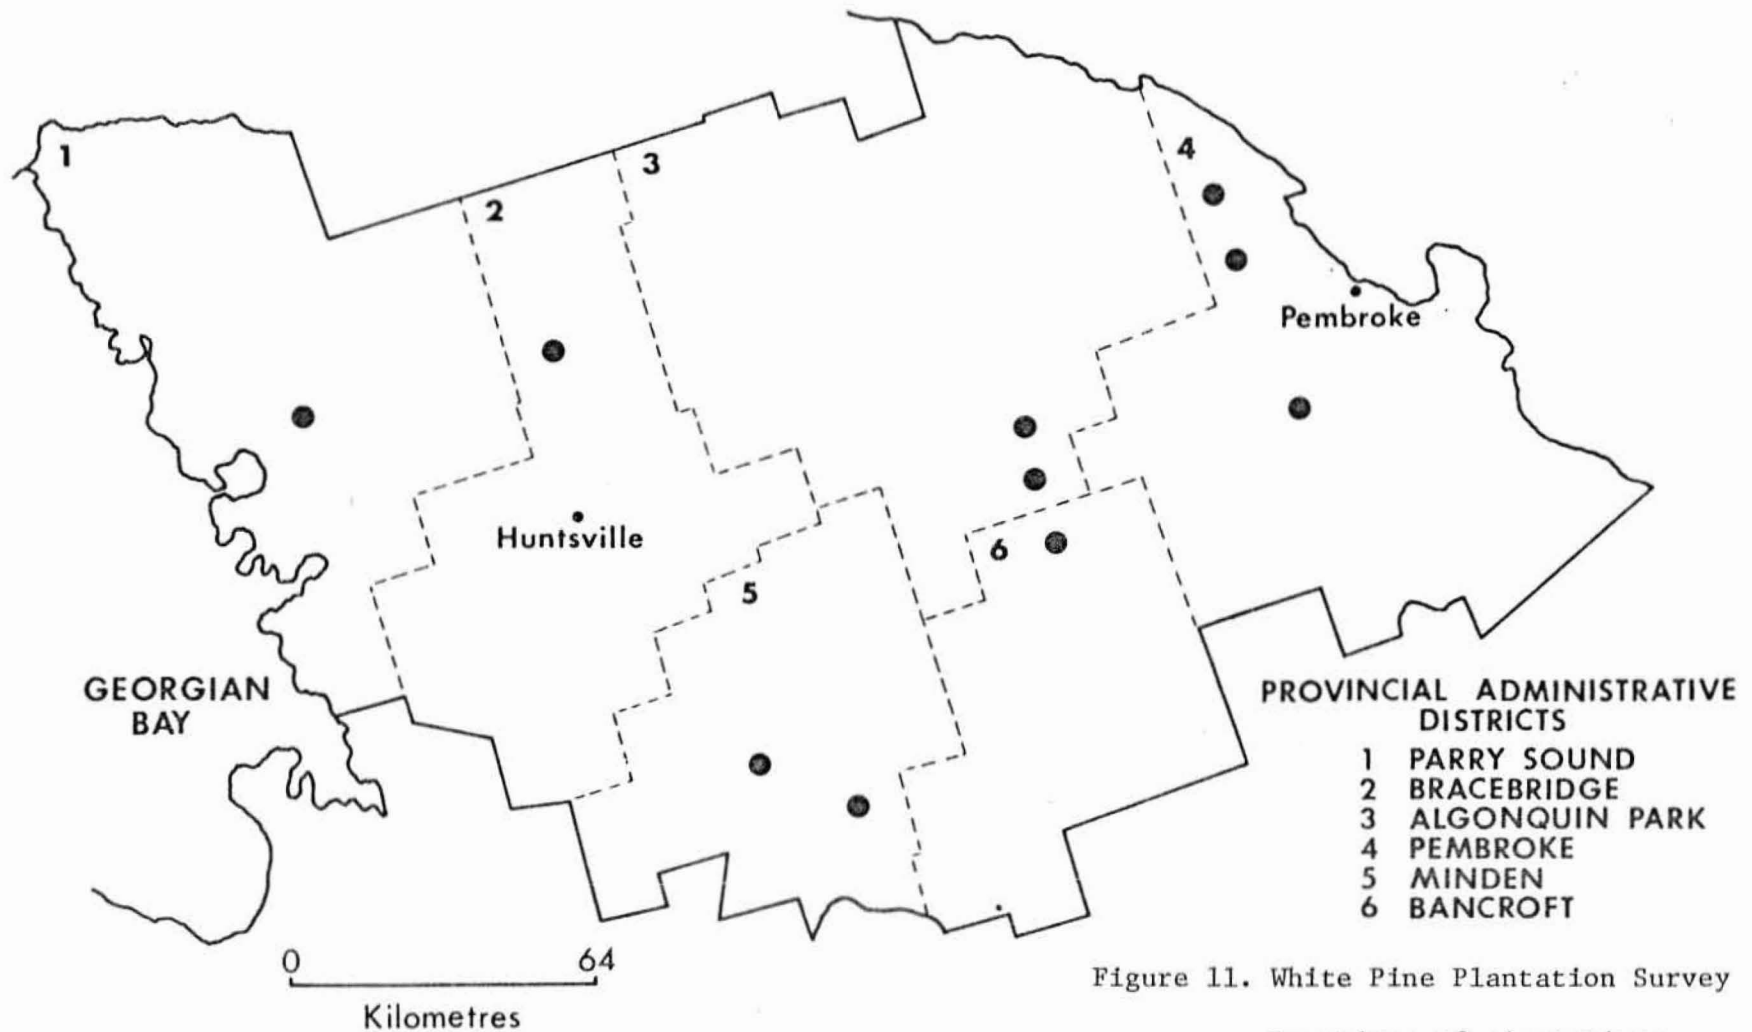 1
2
3
4
Pembroke
Huntsville
5
6
GEORGIAN
BAY
PROVINCIAL ADMINISTRATIVE
DISTRICTS
1 PARRY SOUND
2 BRACEBRIDGE
3 ALGONQUIN PARK
4 PEMBROKE
5 MINDEN
6 BANCROFT
0 64
Kilometres
Figure 11. White Pine Plantation Survey